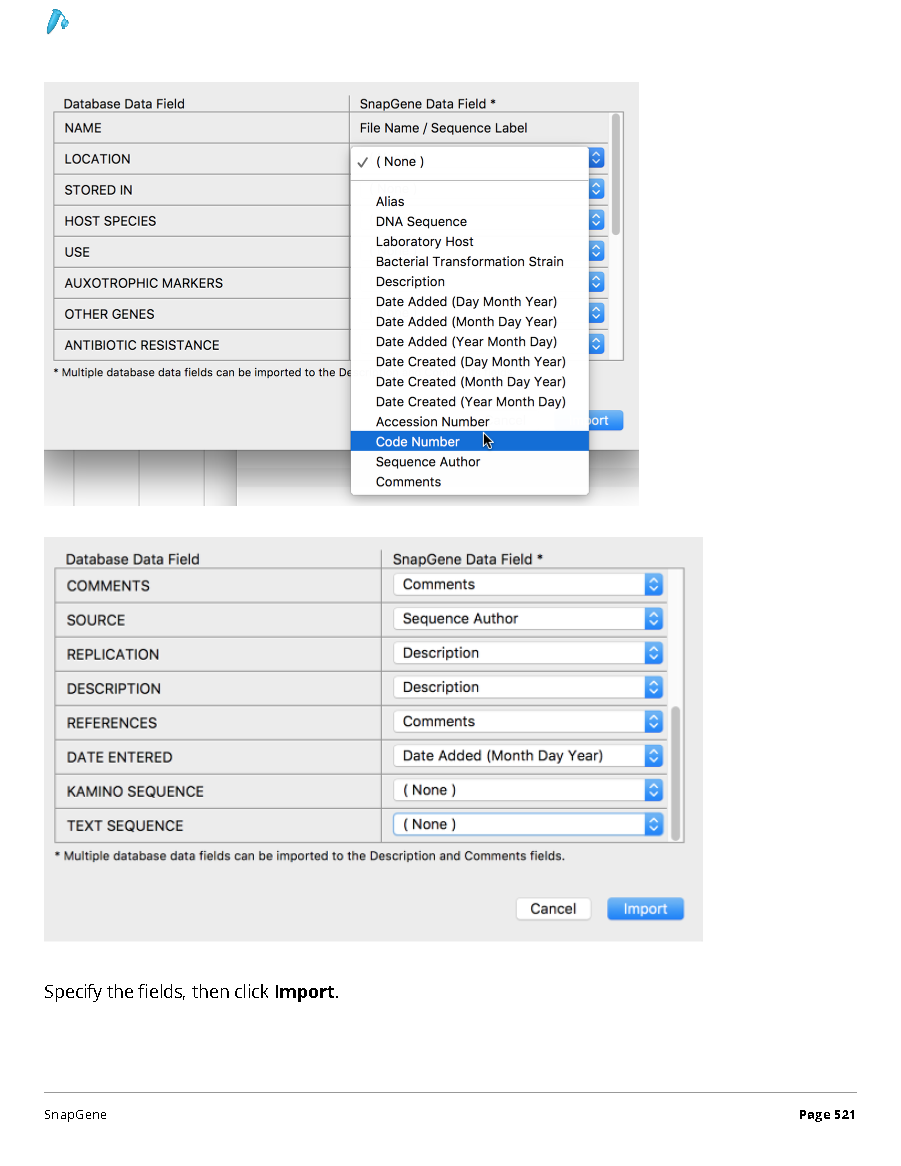 Database Data Field SnapGene Data Field *
NAME File Name / Sequence Label
LOCATION ✓ ( None )
STORED IN
Alias
HOST SPECIES DNA Sequence
Laboratory Host
USE Bacterial Transformation Strain
AUXOTROPHIC MARKERS Description
Date Added (Day Month Year)
OTHER GENES Date Added (Month Day Year)
ANTIBIOTIC RESISTANCE Date Added (Year Month Day)
Date Created (Day Month Year)
* Multiple database data fields can be imported to the De
Date Created (Month Day Year)
Date Created (Year Month Day)
Accession Number ort
Code Number
Sequence Author
Comments
Database Data Field SnapGene Data Field *
COMMENTS Comments
SOURCE Sequence Author
REPLICATION Description
DESCRIPTION Description
REFERENCES Comments
DATE ENTERED Date Added (Month Day Year)
KAMINO SEQUENCE ( None )
TEXT SEQUENCE ( None )
* Multiple database data fields can be imported to the Description and Comments fields.
Cancel Import
Specify the fields, then click Import.
SnapGene Page 521